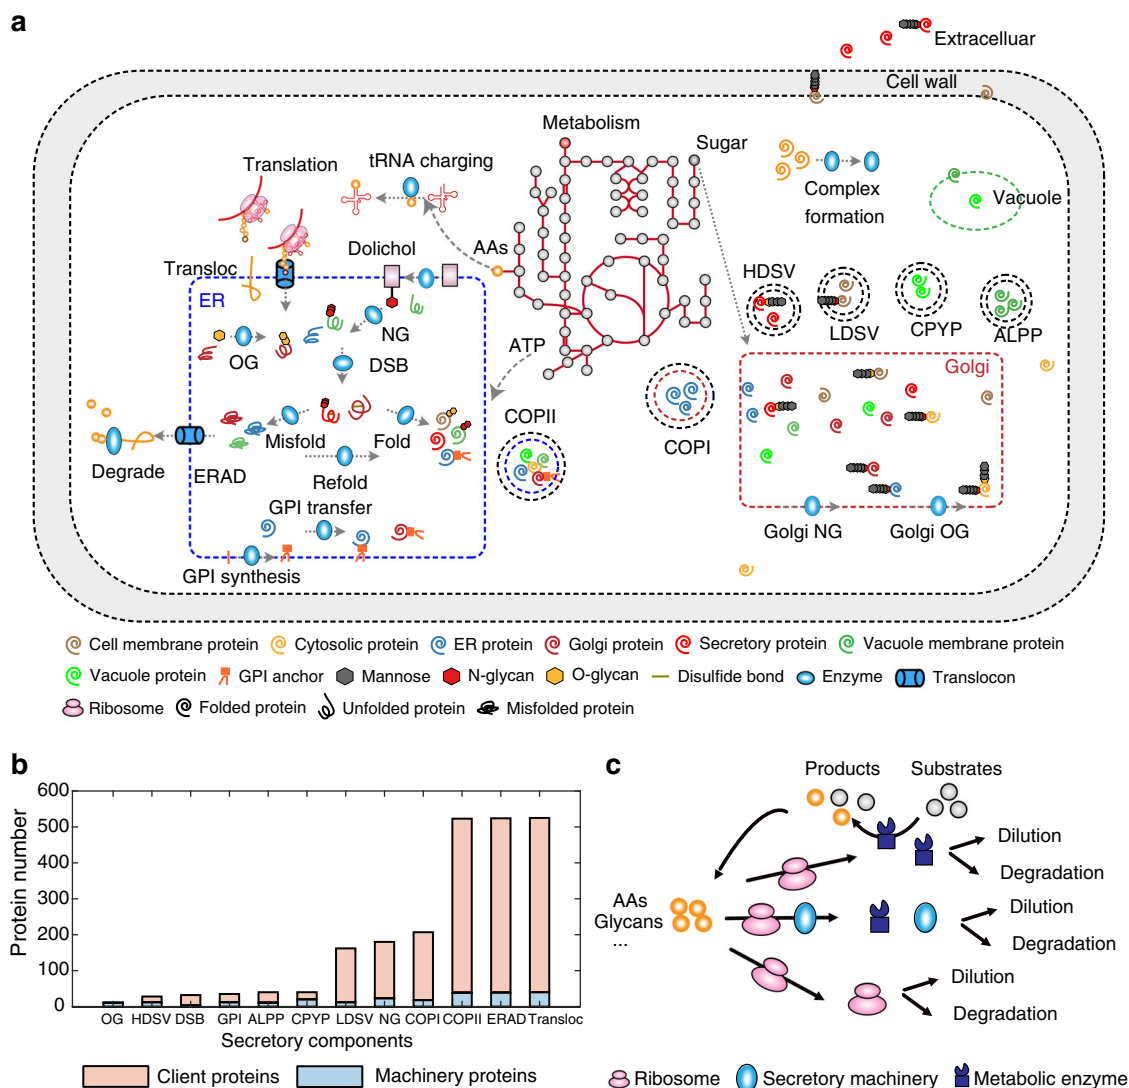 a
Extracelluar
Cell wall
Metabolism
Sugar
Translation
tRNA charging
Complex
formation
Vacuole
AAs
Dolichol
Transloc
ER
HDSV
LDSV
CPYP
ALPP
NG
OG
DSB
ATP
Golgi
COPII
COPI
Misfold
Fold
Degrade
ERAD
Refold
GPI transfer
Golgi NG
Golgi OG
GPI synthesis
Cell membrane protein
Cytosolic protein
ER protein
Golgi protein
Secretory protein
Vacuole membrane protein
Vacuole protein
GPI anchor
Mannose
N-glycan
O-glycan
Disulfide bond
Enzyme
Translocon
Ribosome
Folded protein
Unfolded protein
Misfolded protein
b
Protein number
600
500
400
300
200
100
0
OG HDSV DSB GPI ALPP CPYP LDSV NG COPI COPII ERAD Transloc
Secretory components
Client proteins
Machinery proteins
c
Products
Substrates
Dilution
Degradation
AAs
Glycans
...
Dilution
Degradation
Dilution
Degradation
Ribosome
Secretory machinery
Metabolic enzyme